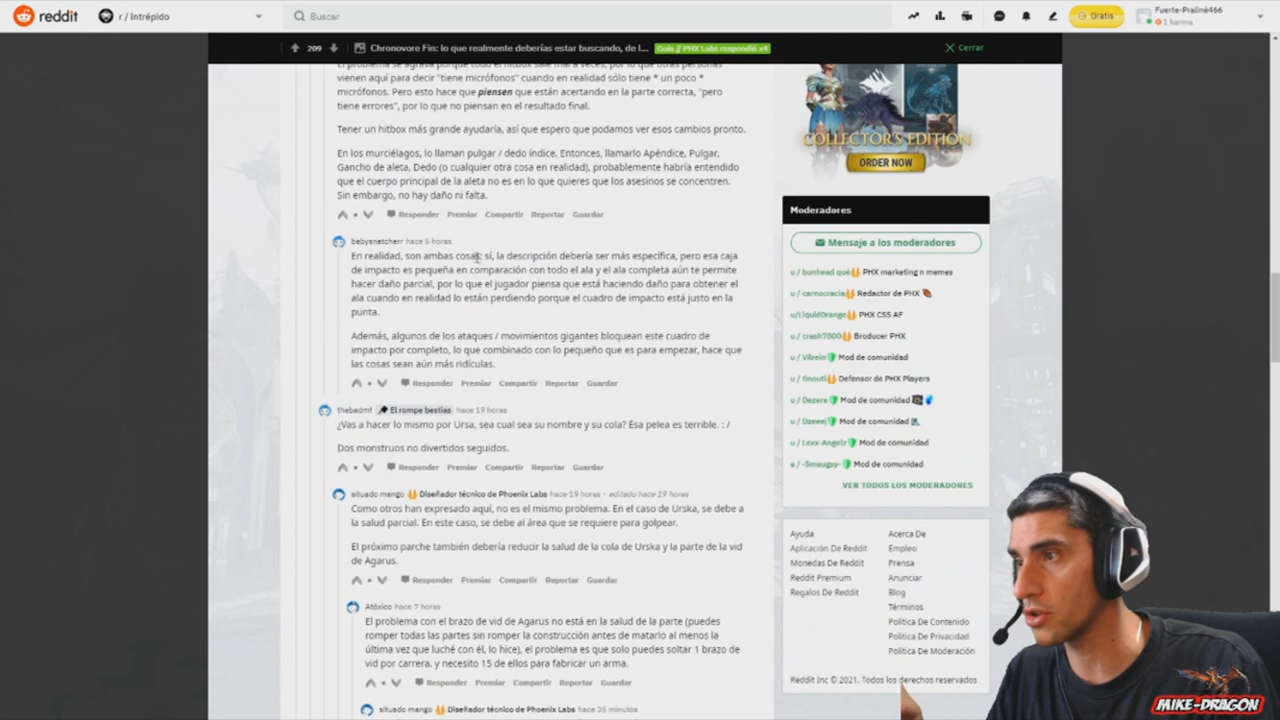 reddit
r / Intrépido
Buscar
Gratis
Fuerte-Praliné466
1 karma
209
Chronovore Fin: lo que realmente deberías estar buscando, de l...
Guía // PHX Labs respondió x4
Cerrar
vienen aquí para decir "tiene micrófonos" cuando en realidad sólo tiene * un poco *
micrófonos. Pero esto hace que piensen que están acertando en la parte correcta, "pero
tiene errores", por lo que no piensan en el resultado final.
Tener un hitbox más grande ayudaría, así que espero que podamos ver esos cambios pronto.
En los murciélagos, lo llaman pulgar / dedo índice. Entonces, llamarlo Apéndice, Pulgar,
Gancho de aleta, Dedo (o cualquier otra cosa en realidad), probablemente habría entendido
que el cuerpo principal de la aleta no es en lo que quieres que los asesinos se concentren.
Sin embargo, no hay daño ni falta.
Responder Premiar Compartir Reportar Guardar
babysnatcherr hace 6 horas
En realidad, son ambas cosas: sí, la descripción debería ser más específica, pero esa caja
de impacto es pequeña en comparación con todo el ala y el ala completa aún te permite
hacer daño parcial, por lo que el jugador piensa que está haciendo daño para obtener el
ala cuando en realidad lo están perdiendo porque el cuadro de impacto está justo en la
punta.
Además, algunos de los ataques / movimientos gigantes bloquean este cuadro de
impacto por completo, lo que combinado con lo pequeño que es para empezar, hace que
las cosas sean aún más ridículas.
Responder Premiar Compartir Reportar Guardar
thebedmf El rompe bestias hace 19 horas
¿Vas a hacer lo mismo por Ursa, sea cual sea su nombre y su cola? Esa pelea es terrible. : /
Dos monstruos no divertidos seguidos.
Responder Premiar Compartir Reportar Guardar
situado mango Diseñador técnico de Phoenix Labs hace 19 horas · editado hace 19 horas
Como otros han expresado aquí, no es el mismo problema. En el caso de Urska, se debe a
la salud parcial. En este caso, se debe al área que se requiere para golpear.
El próximo parche también debería reducir la salud de la cola de Urska y la parte de la vid
de Agarus.
Responder Premiar Compartir Reportar Guardar
Atóxico hace 7 horas
El problema con el brazo de vid de Agarus no está en la salud de la parte (puedes
romper todas las partes sin romper la construcción antes de matarlo al menos la
última vez que luché con él, lo hice), el problema es que solo puedes soltar 1 brazo de
vid por carrera. y necesito 15 de ellos para fabricar un arma.
Responder Premiar Compartir Reportar Guardar
situado mango Diseñador técnico de Phoenix Labs hace 35 minutos
COLLECTOR'S EDITION
ORDER NOW
Moderadores
Mensaje a los moderadores
u / bunhead qué PHX marketing n memes
u / carnocracia Redactor de PHX
u/Liquid0range PHX CSS AF
u / crash7800 Broducer PHX
u / Vilrein Mod de comunidad
u / tinouti Defensor de PHX Players
u / Dezere Mod de comunidad
u / Dzeeej Mod de comunidad
u / Lexx-Angelz Mod de comunidad
a / -Smaugy- Mod de comunidad
VER TODOS LOS MODERADORES
Ayuda Acerca De
Aplicación De Reddit Empleo
Monedas De Reddit Prensa
Reddit Premium Anunciar
Regalos De Reddit Blog
Términos
Política De Contenido
Política De Privacidad
Política De Moderación
Reddit Inc © 2021. Todos los derechos reservados
MIKE-DRAGON